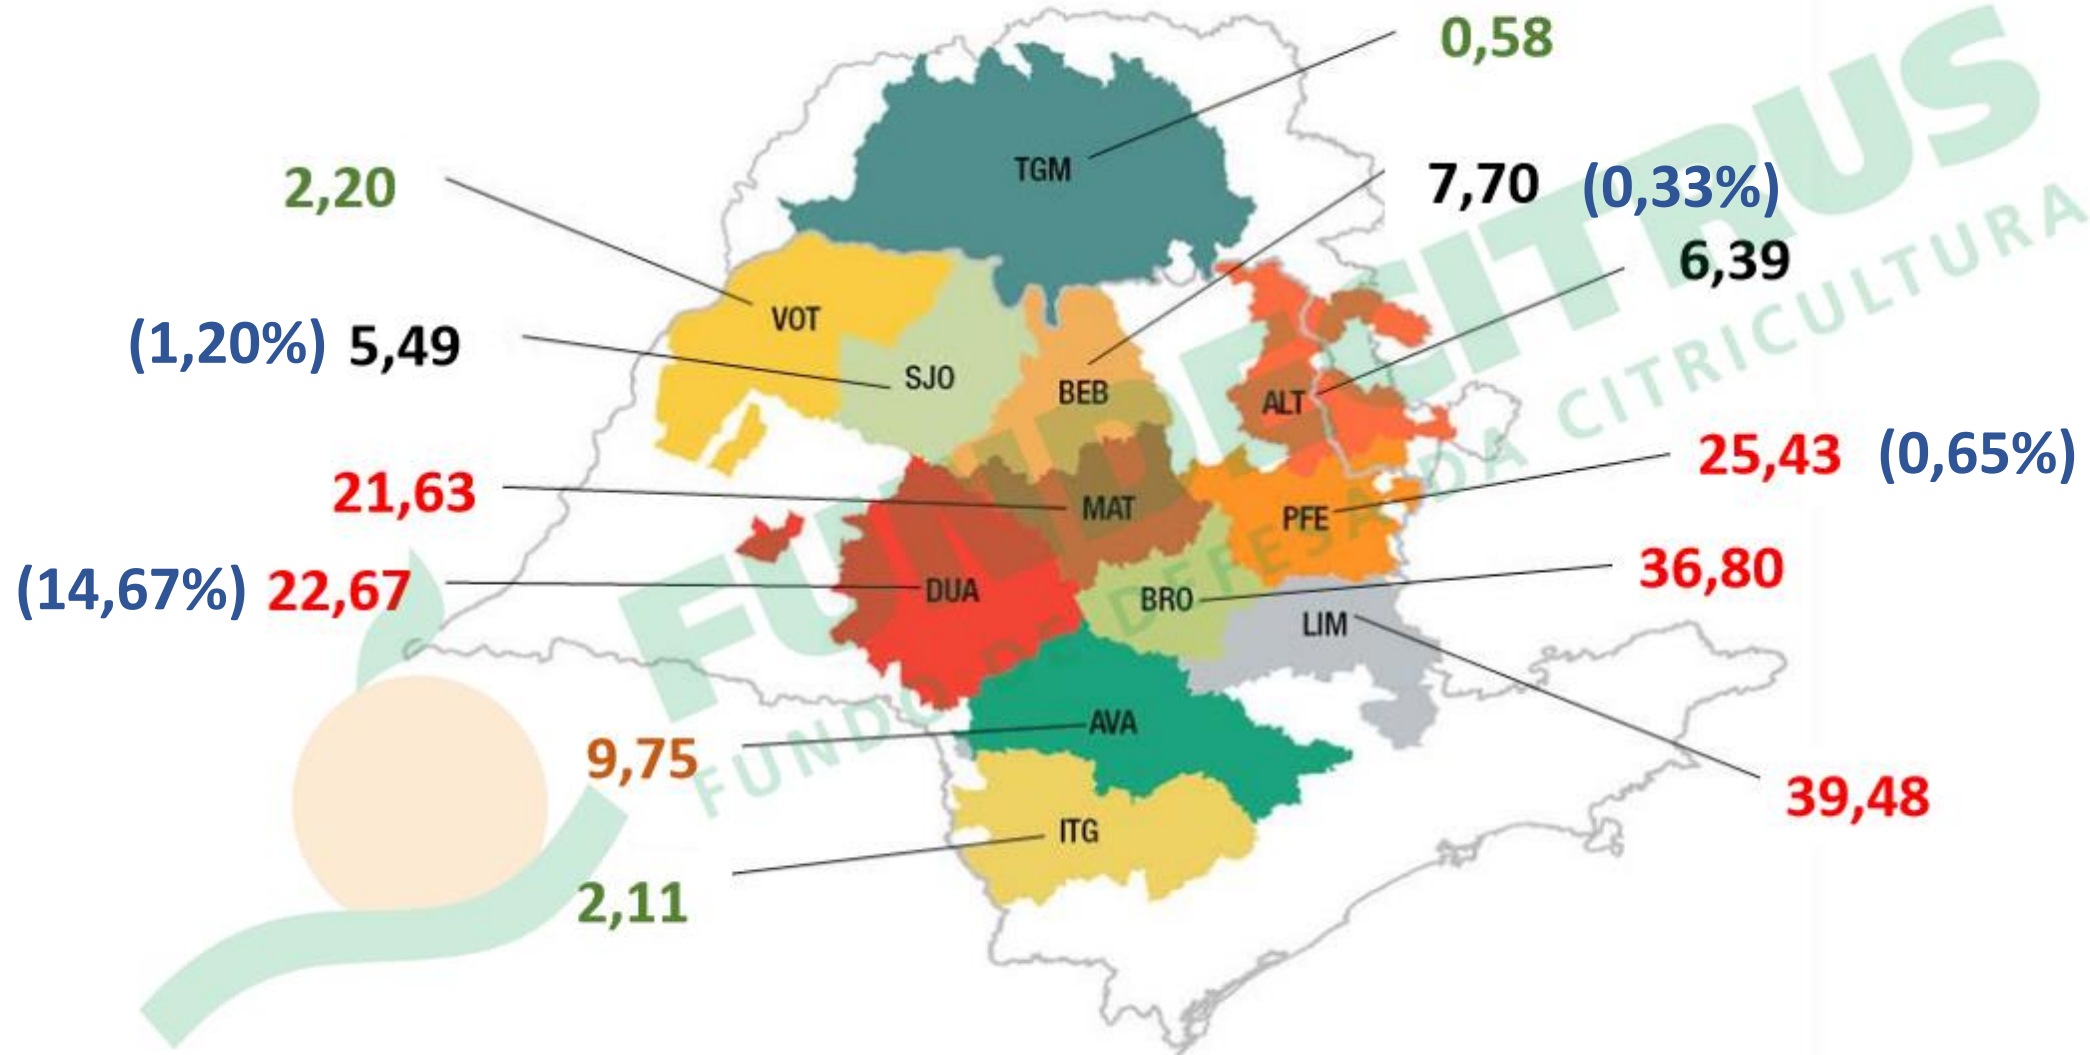 0,58
TGM
7,70 (0,33%)
2,20
6,39
VOT
(1,20%) 5,49
SJO
BEB
ALT
25,43 (0,65%)
21,63
MAT
PFE
36,80
(14,67%) 22,67
DUA
BRO
LIM
AVA
9,75
39,48
ITG
2,11
FUNDECITRUS
FUNDO DE DEFESA DA CITRICULTURA